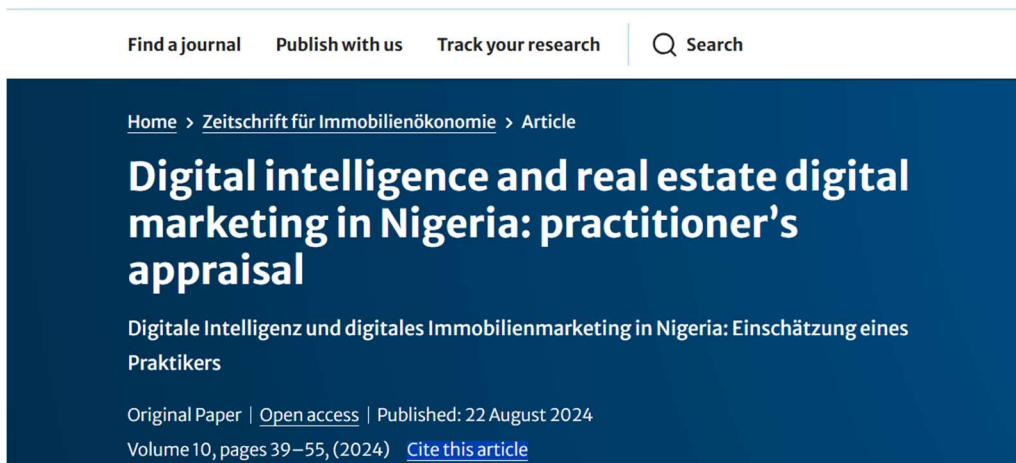 Find a journal Publish with us Track your research Search
Home > Zeitschrift für Immobilienökonomie > Article
Digital intelligence and real estate digital
marketing in Nigeria: practitioner’s
appraisal
Digitale Intelligenz und digitales Immobilienmarketing in Nigeria: Einschätzung eines
Praktikers
Original Paper | Open access | Published: 22 August 2024
Volume 10, pages 39–55, (2024) Cite this article